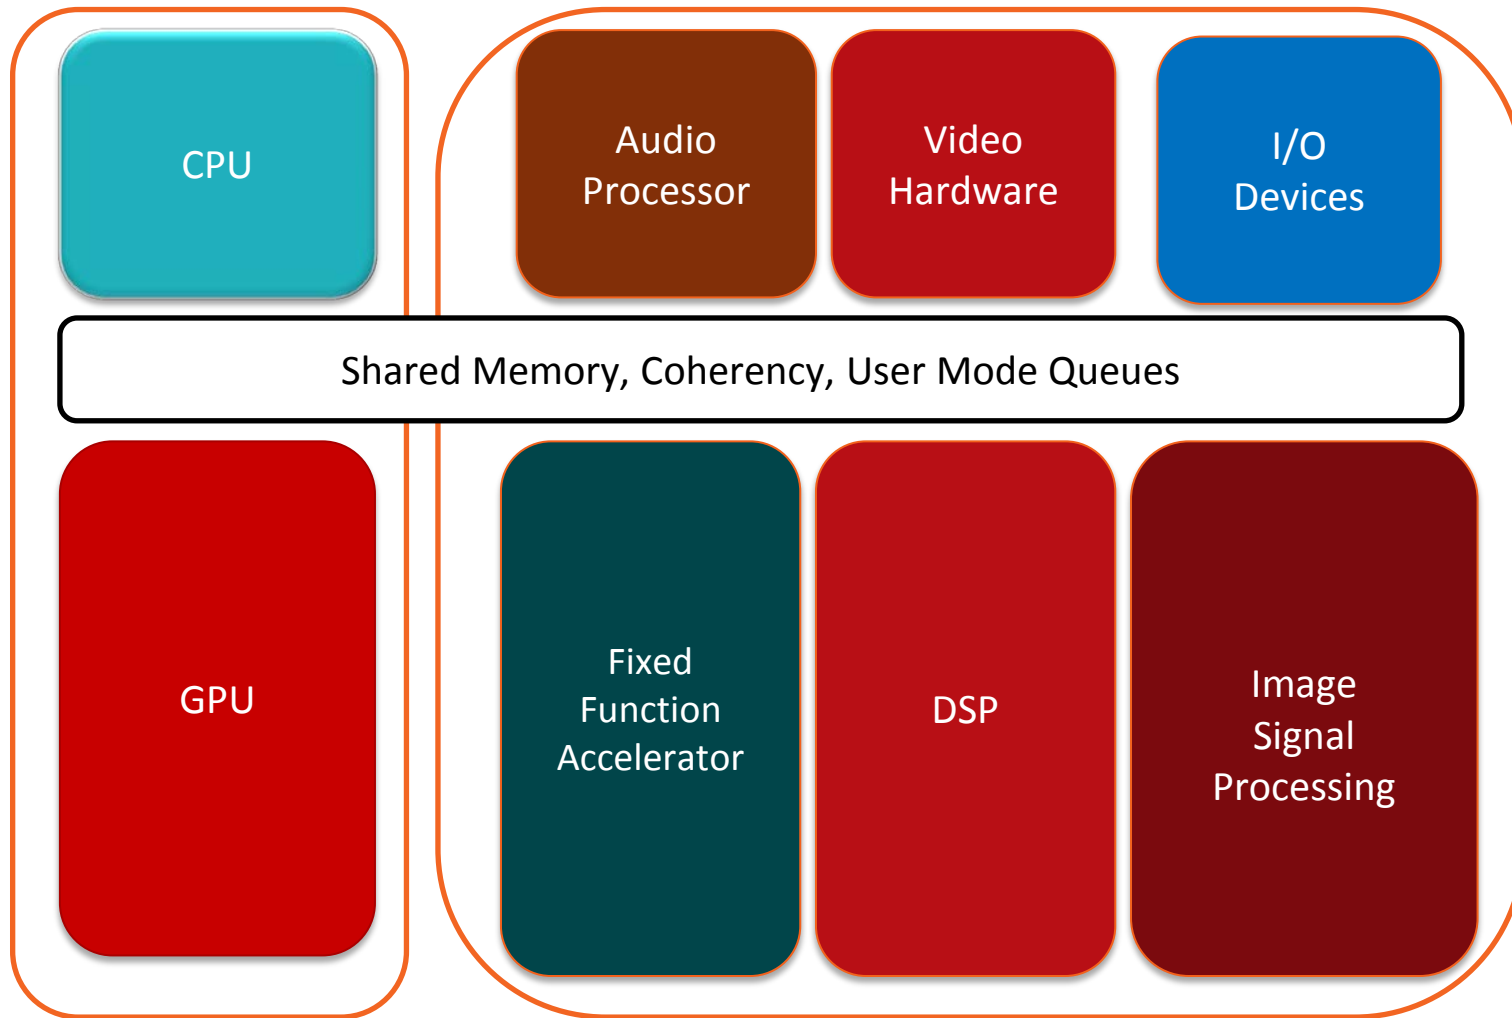 CPU
Audio
Processor
Video
Hardware
I/O
Devices
Shared Memory, Coherency, User Mode Queues
GPU
Fixed
Function
Accelerator
DSP
Image
Signal
Processing